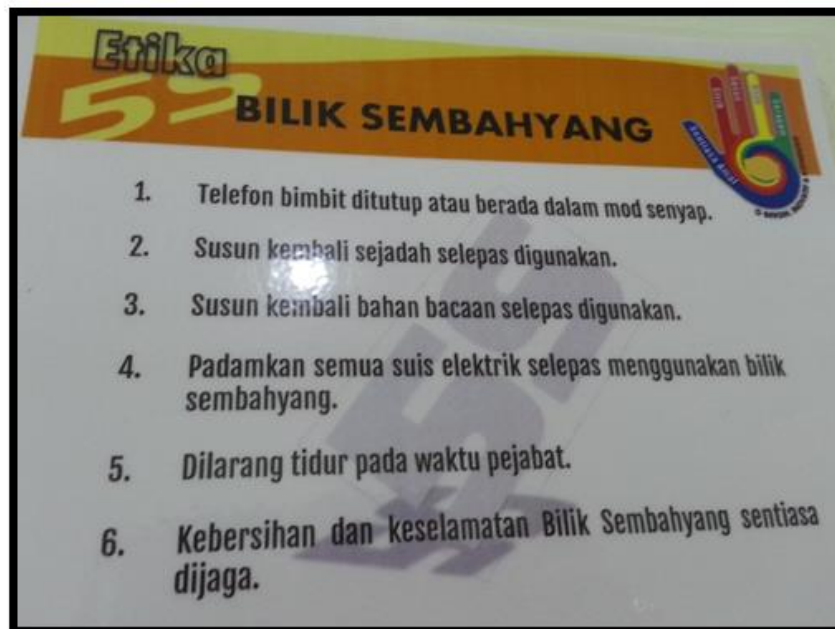 Etika
5S
BILIK SEMBAHYANG
1. Telefon bimbit ditutup atau berada dalam mod senyap.
2. Susun kembali sejadah selepas digunakan.
3. Susun kembali bahan bacaan selepas digunakan.
4. Padamkan semua suis elektrik selepas menggunakan bilik
sembahyang.
5. Dilarang tidur pada waktu pejabat.
6. Kebersihan dan keselamatan Bilik Sembahyang sentiasa
dijaga.
5S